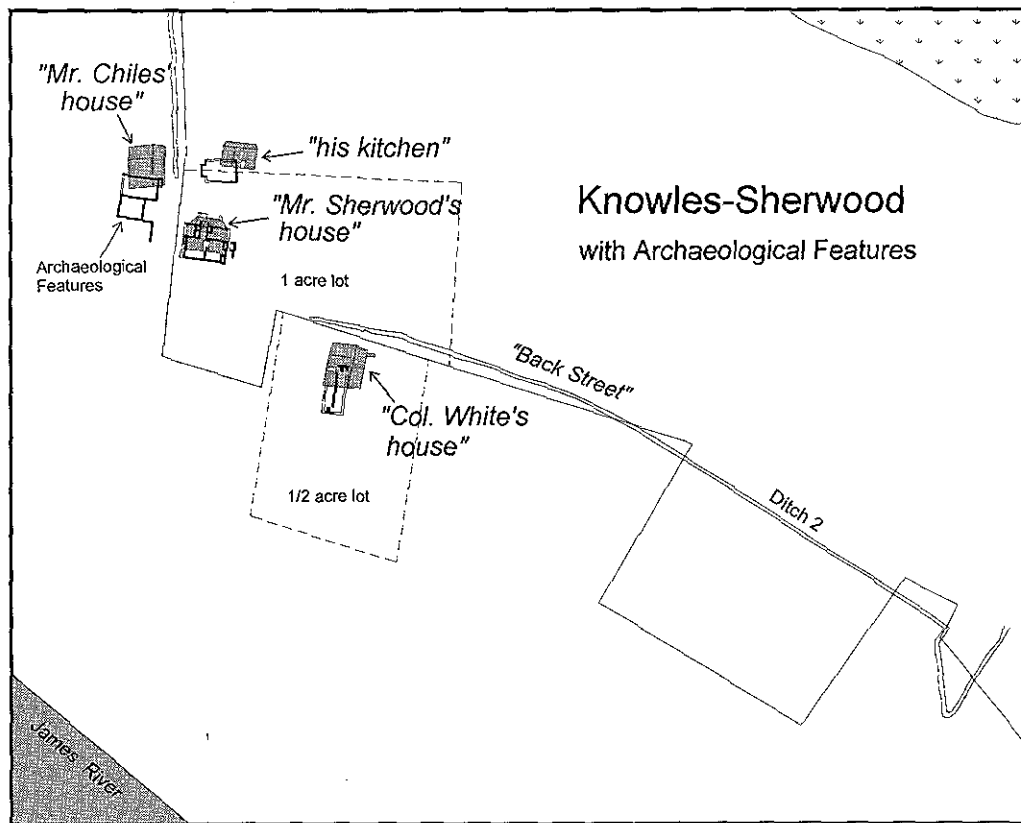 "Mr. Chiles'
house"
"his kitchen"
"Mr. Sherwood's
house"
Archaeological
Features
1 acre lot
Knowles-Sherwood
with Archaeological Features
"Back Street"
"Col. White's
house"
1/2 acre lot
Ditch 2
James River